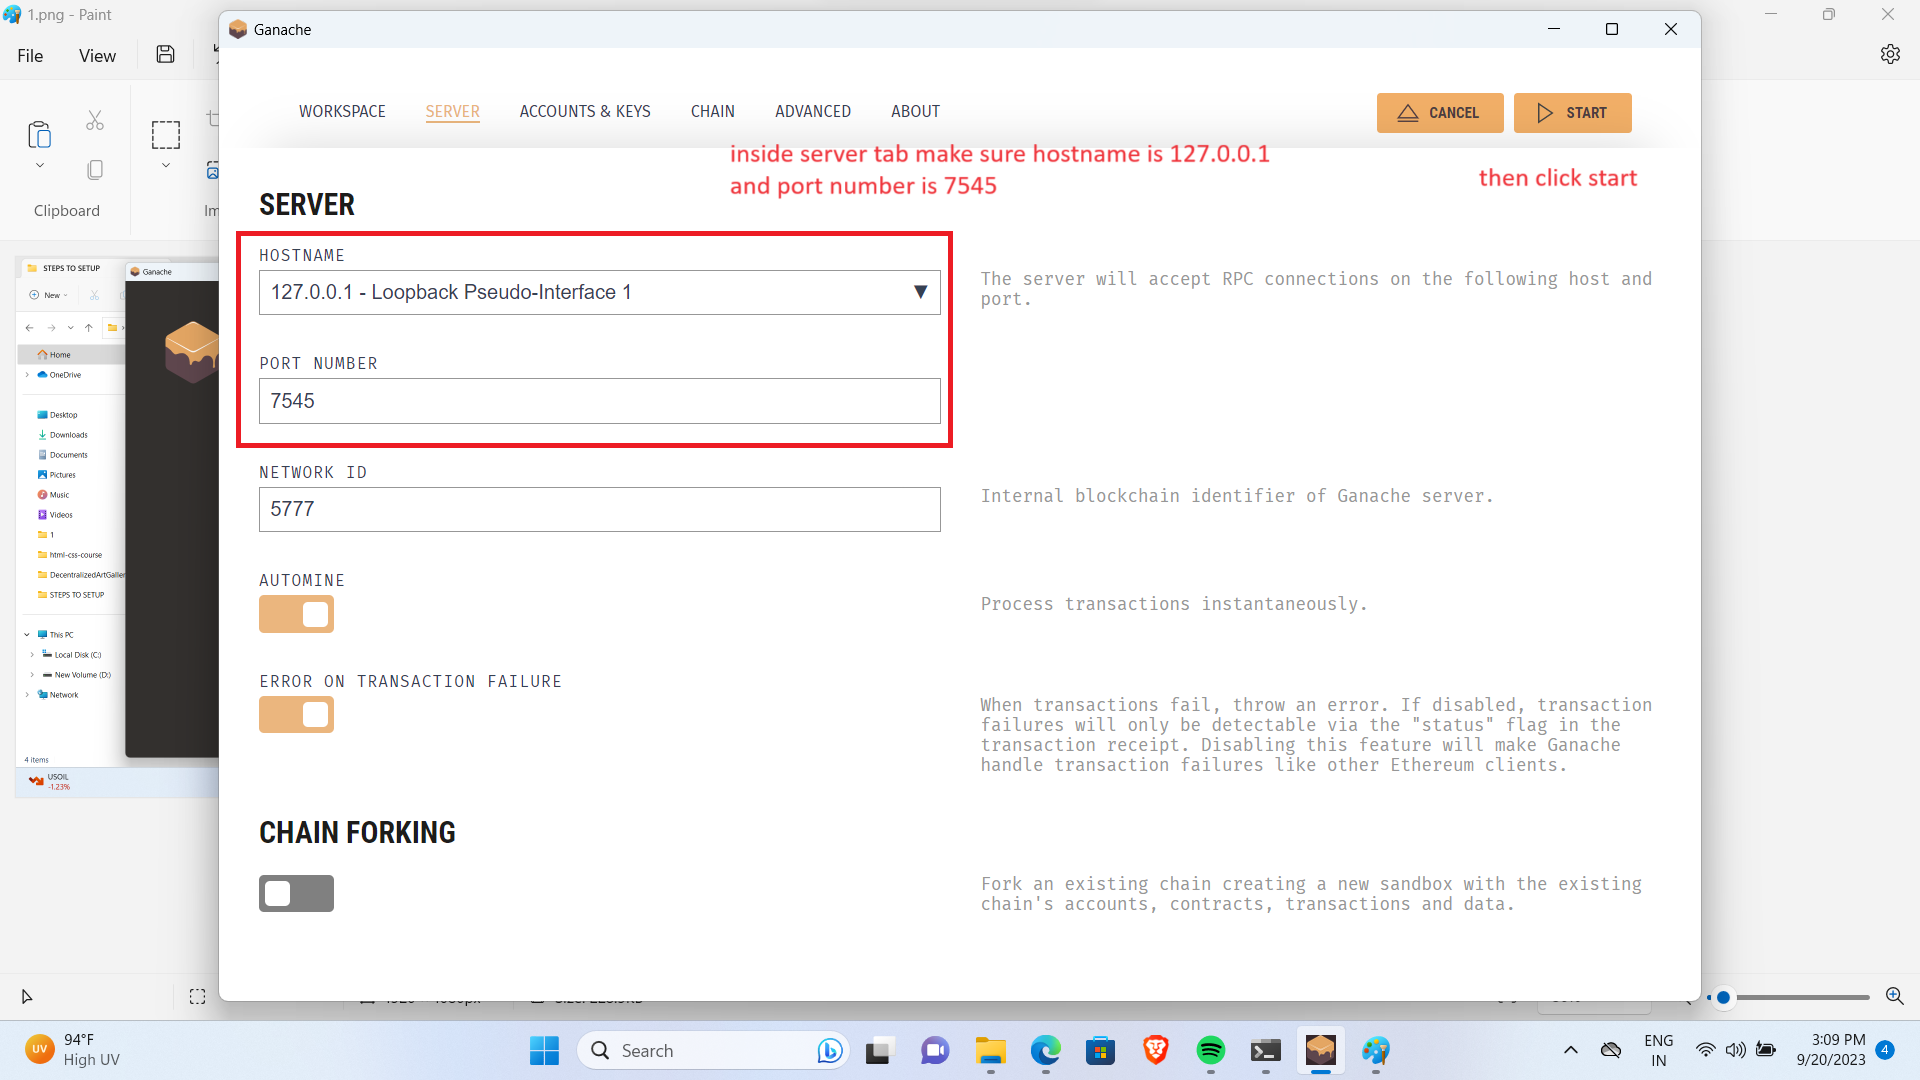 1.png - Paint
File
View
Clipboard
Im
Ganache
WORKSPACE
SERVER
ACCOUNTS & KEYS
CHAIN
ADVANCED
ABOUT
CANCEL
START
inside server tab make sure hostname is 127.0.0.1
and port number is 7545
then click start
SERVER
HOSTNAME
127.0.0.1 - Loopback Pseudo-Interface 1
The server will accept RPC connections on the following host and
port.
PORT NUMBER
7545
NETWORK ID
5777
Internal blockchain identifier of Ganache server.
AUTOMINE
Process transactions instantaneously.
ERROR ON TRANSACTION FAILURE
When transactions fail, throw an error. If disabled, transaction
failures will only be detectable via the "status" flag in the
transaction receipt. Disabling this feature will make Ganache
handle transaction failures like other Ethereum clients.
CHAIN FORKING
Fork an existing chain creating a new sandbox with the existing
chain's accounts, contracts, transactions and data.
STEPS TO SETUP
Ganache
New
Home
OneDrive
Desktop
Downloads
Documents
Pictures
Music
Videos
1
html-css-course
DecentralizedArtGaller
STEPS TO SETUP
This PC
Local Disk (C:)
New Volume (D:)
Network
4 items
USOIL
-1.23%
UV
94°F
High UV
Search
ENG
IN
3:09 PM
9/20/2023
4